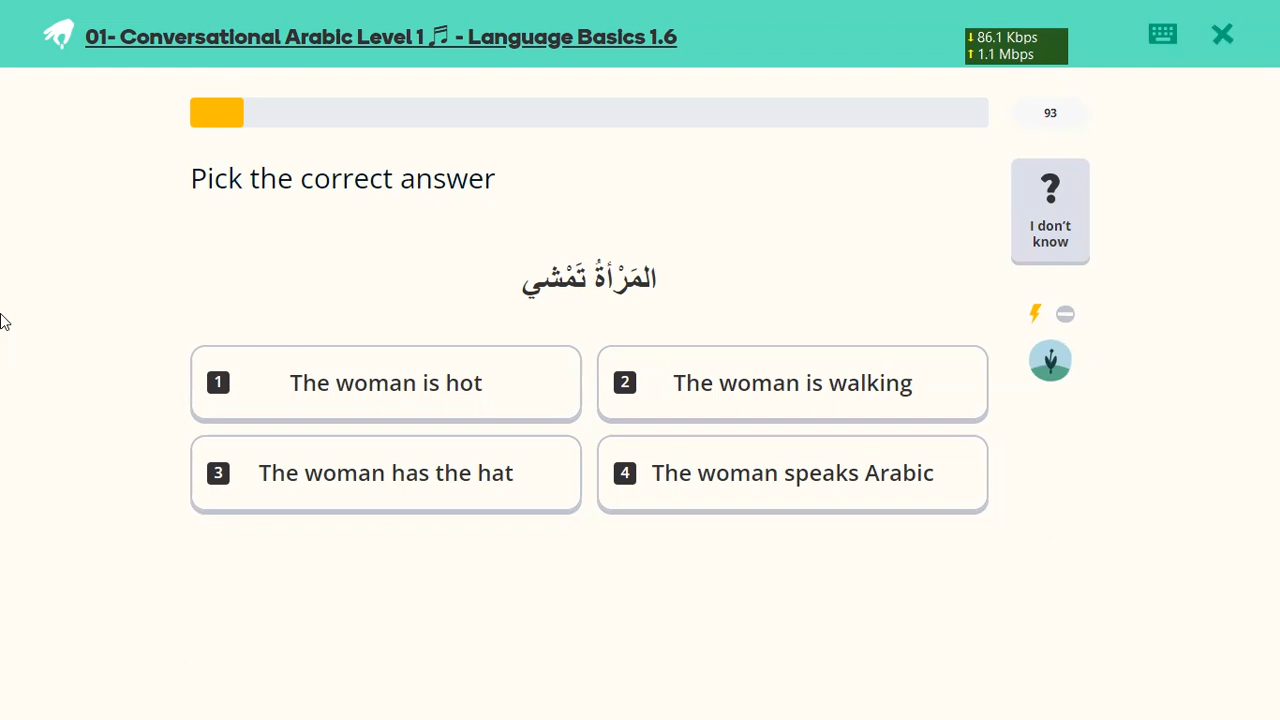 01- Conversational Arabic Level 1 🎵 - Language Basics 1.6
↓ 86.1 Kbps
↑ 1.1 Mbps
93
Pick the correct answer
?
I don't
know
المَرْأةُ تَمْشي
1 The woman is hot
2 The woman is walking
3 The woman has the hat
4 The woman speaks Arabic